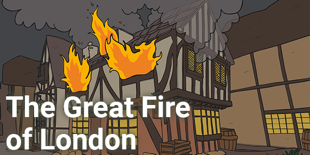 The Great Fire
of London